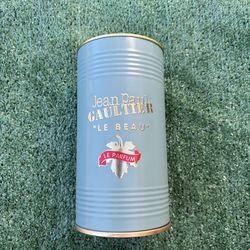 Jean Paul
GAULTIER
"LE BEAU"
LE PARFUM